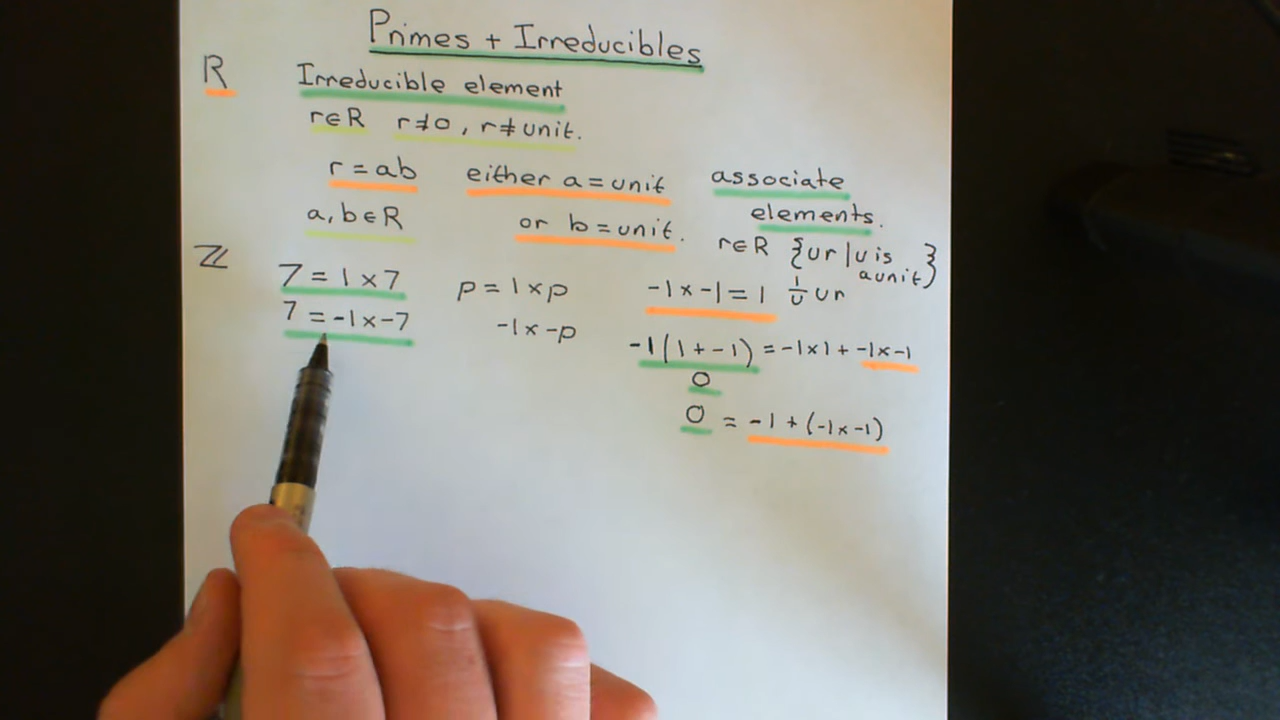 Primes + Irreducibles
R
Irreducible element
r∈R r≠0, r≠unit.
r = ab either a = unit
a, b ∈ R or b = unit.
associate
elements.
r∈R {ur | u is a unit}
1/u ur
ℤ
7 = 1 × 7
7 = -1 × -7
p = 1 × p
-1 × -p
-1 × -1 = 1
-1(1 + -1) = -1×1 + -1×-1
0
0 = -1 + (-1×-1)